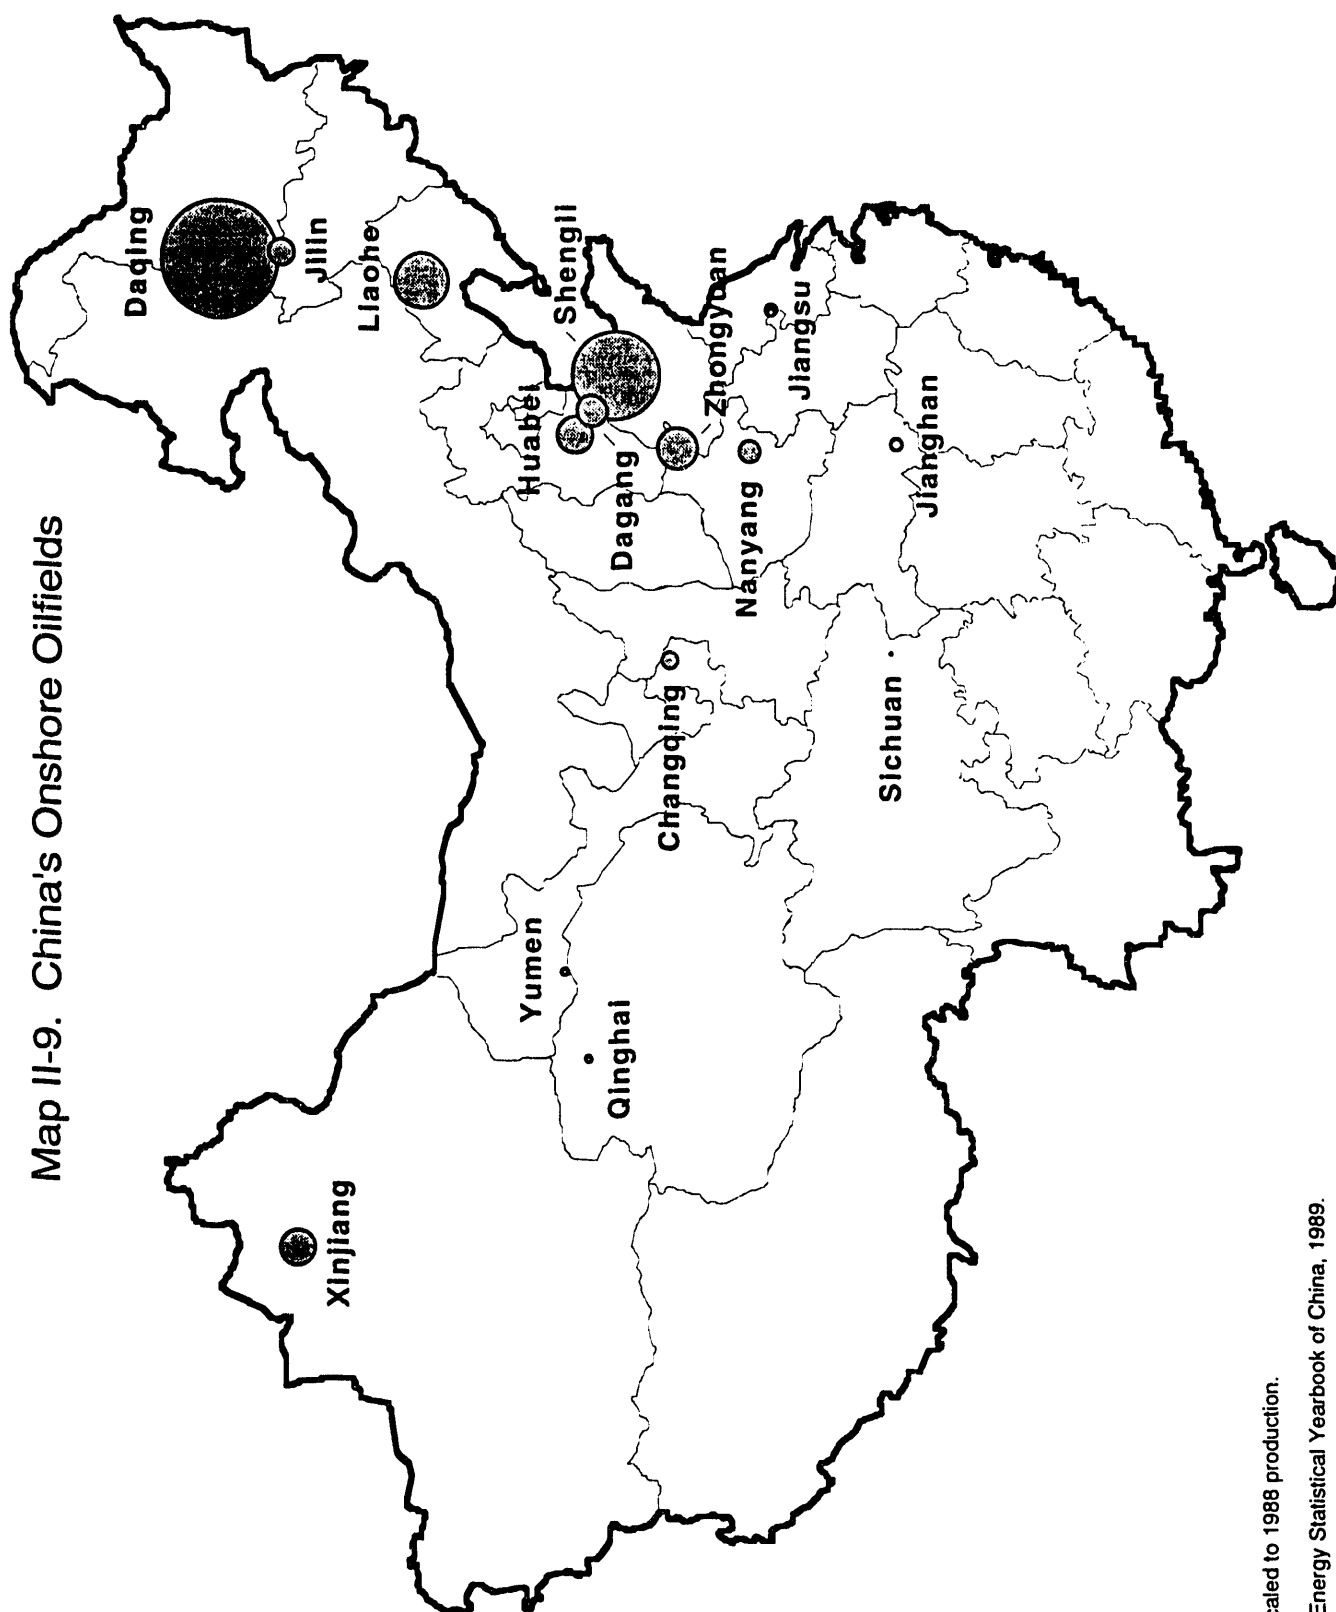 Map II-9. China's Onshore Oilfields
Daqing
Jilin
Xinjiang
Liaohe
Yumen
Huabei
Shengli
Qinghai
Dagang
Changqing
Zhongyuan
Nanyang
Jiangsu
Sichuan
Jianghan
caled to 1988 production.
Energy Statistical Yearbook of China, 1989.